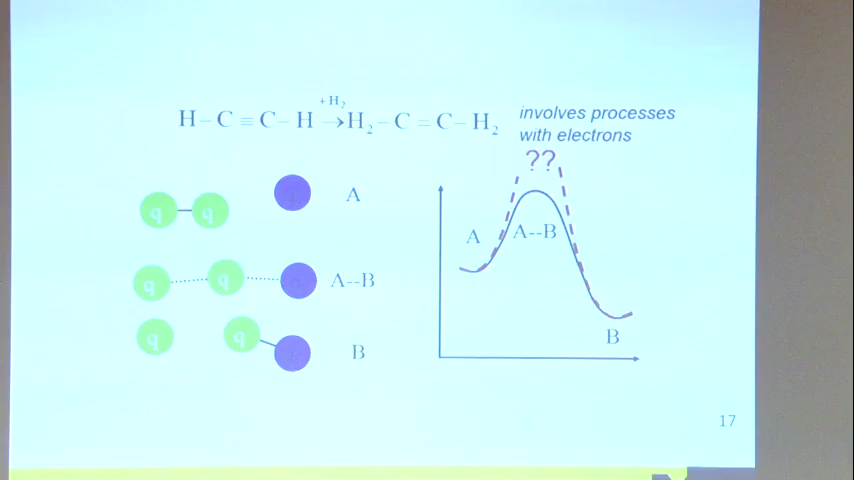 + H₂
H – C ≡ C – H → H₂ – C = C – H₂
involves processes
with electrons
??
q q A
A A--B
q q A--B
q q B
B
17